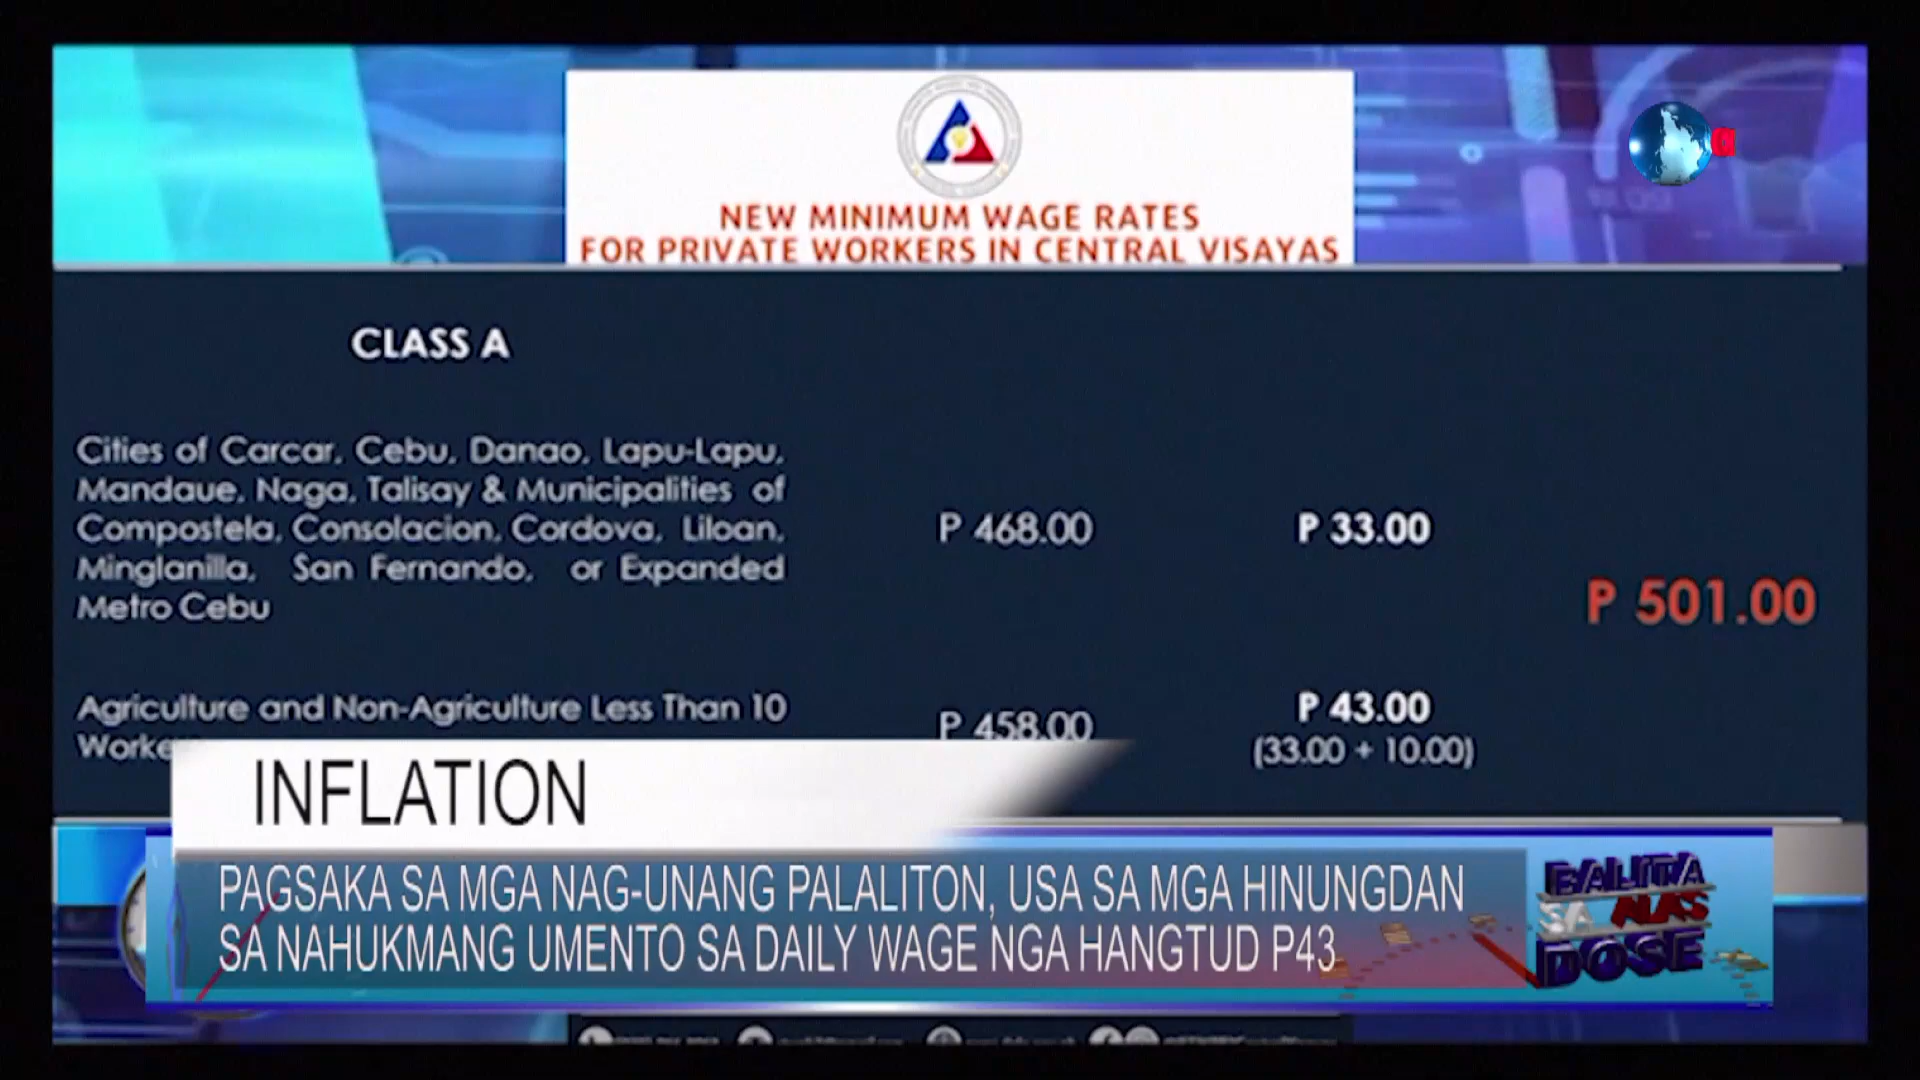 NEW MINIMUM WAGE RATES
FOR PRIVATE WORKERS IN CENTRAL VISAYAS
CLASS A
Cities of Carcar, Cebu, Danao, Lapu-Lapu,
Mandaue, Naga, Talisay & Municipalities of
Compostela, Consolacion, Cordova, Liloan,
Minglanilla, San Fernando, or Expanded
Metro Cebu
P 468.00
P 33.00
P 501.00
Agriculture and Non-Agriculture Less Than 10
P 458.00
P 43.00
(33.00 + 10.00)
INFLATION
PAGSAKA SA MGA NAG-UNANG PALALITON, USA SA MGA HINUNGDAN
SA NAHUKMANG UMENTO SA DAILY WAGE NGA HANGTUD P43
BALITA
SA ALAS
DOSE